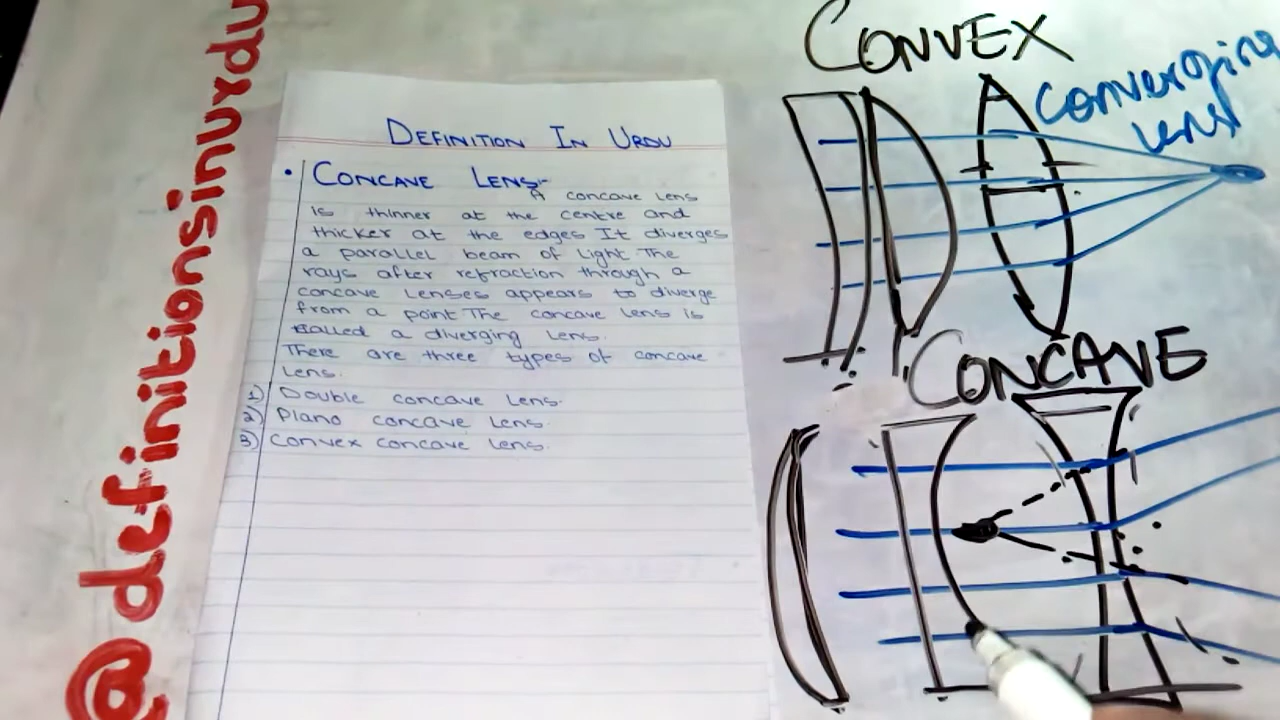 @definitionsinurdu
DEFINITION IN URDU
• CONCAVE LENS:-
A concave lens
is thinner at the centre and
thicker at the edges It diverges
a parallel beam of light The
rays after refraction through a
concave lenses appears to diverge
from a point The concave lens is
called a diverging lens.
There are three types of concave
lens.
1) Double concave lens.
2) Plano concave lens.
3) Convex concave lens.
CONVEX
Converging
lens
CONCAVE